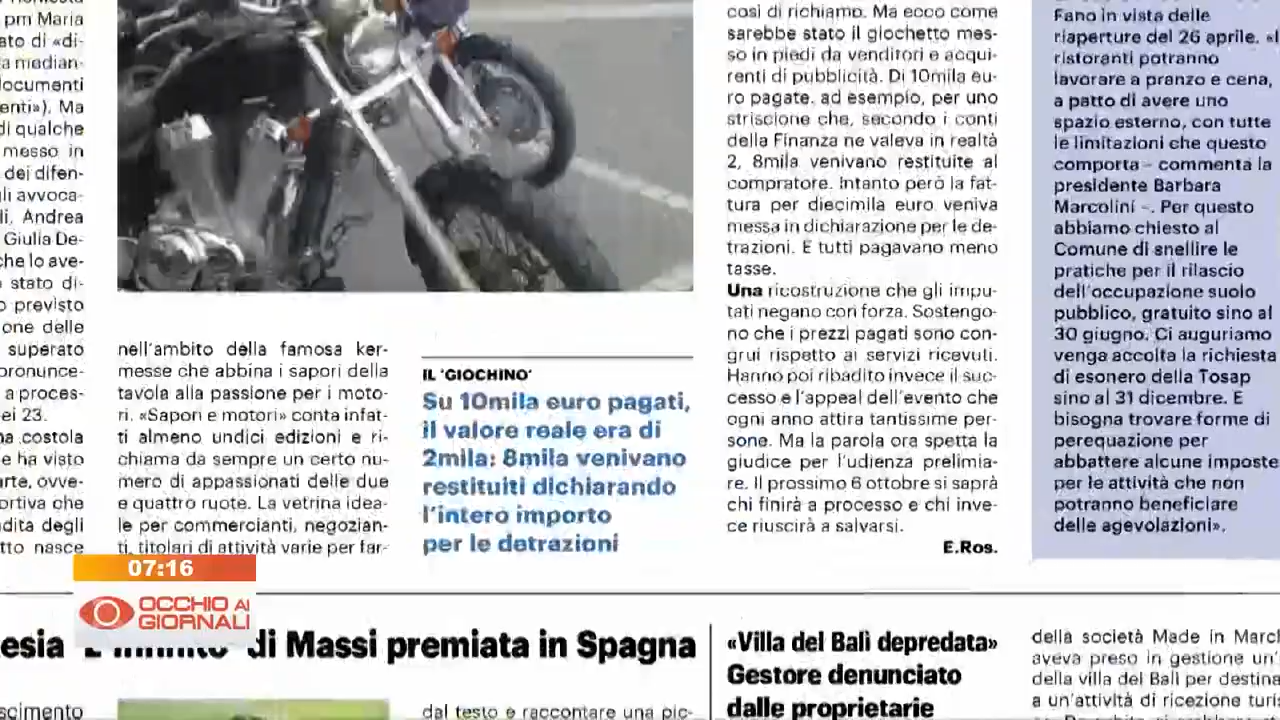 pm Maria
ato di «di-
a median-
documenti
enti»). Ma
di qualche
messo in
dei difen-
gli avvoca-
li, Andrea
Giulia De-
che lo ave-
stato di-
o previsto
one delle
superato
pronunce-
a proces-
ei 23.
na costola
e ha visto
arte, ovve-
ortiva che
dita degli
tto nasce
nell'ambito della famosa ker-
messe che abbina i sapori della
tavola alla passione per i moto-
ri. «Sapori e motori» conta infat-
ti almeno undici edizioni e ri-
chiama da sempre un certo nu-
mero di appassionati delle due
e quattro ruote. La vetrina idea-
le per commercianti, negozian-
ti, titolari di attività varie per far-
IL 'GIOCHINO'
Su 10mila euro pagati,
il valore reale era di
2mila: 8mila venivano
restituiti dichiarando
l'intero importo
per le detrazioni
così di richiamo. Ma ecco come
sarebbe stato il giochetto mes-
so in piedi da venditori e acqui-
renti di pubblicità. Di 10mila eu-
ro pagate, ad esempio, per uno
striscione che, secondo i conti
della Finanza ne valeva in realtà
2, 8mila venivano restituite al
compratore. Intanto però la fat-
tura per diecimila euro veniva
messa in dichiarazione per le de-
trazioni. E tutti pagavano meno
tasse.
Una ricostruzione che gli impu-
tati negano con forza. Sostengo-
no che i prezzi pagati sono con-
grui rispetto ai servizi ricevuti.
Hanno poi ribadito invece il suc-
cesso e l'appeal dell'evento che
ogni anno attira tantissime per-
sone. Ma la parola ora spetta la
giudice per l'udienza prelimia-
re. Il prossimo 6 ottobre si saprà
chi finirà a processo e chi inve-
ce riuscirà a salvarsi.
E.Ros.
Fano in vista delle
riaperture del 26 aprile. «I
ristoranti potranno
lavorare a pranzo e cena,
a patto di avere uno
spazio esterno, con tutte
le limitazioni che questo
comporta – commenta la
presidente Barbara
Marcolini –. Per questo
abbiamo chiesto al
Comune di snellire le
pratiche per il rilascio
dell'occupazione suolo
pubblico, gratuito sino al
30 giugno. Ci auguriamo
venga accolta la richiesta
di esonero della Tosap
sino al 31 dicembre. E
bisogna trovare forme di
perequazione per
abbattere alcune imposte
per le attività che non
potranno beneficiare
delle agevolazioni».
07:16
OCCHIO AI
GIORNALI
esia di Massi premiata in Spagna
scimento
dal testo e raccontare una pic-
«Villa del Balì depredata»
Gestore denunciato
dalle proprietarie
della società Made in March
aveva preso in gestione un'
della villa del Balì per destina
a un'attività di ricezione turi